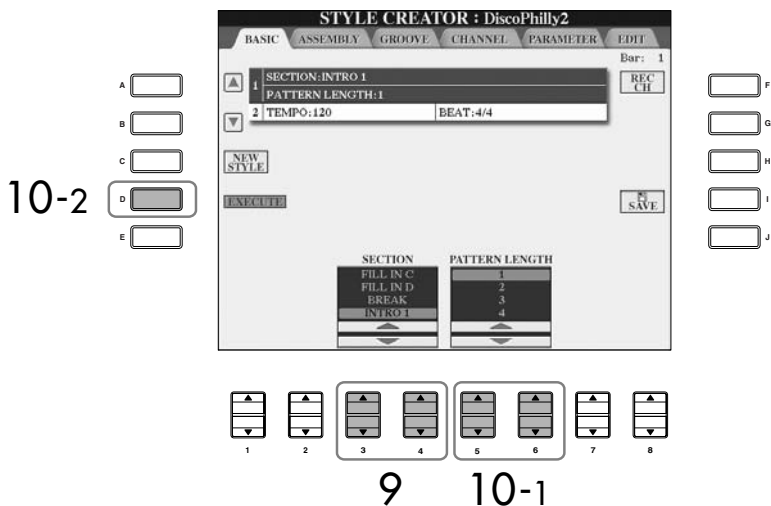 STYLE CREATOR : DiscoPhilly2
BASIC ASSEMBLY GROOVE CHANNEL PARAMETER EDIT
Bar: 1
1 SECTION:INTRO 1
PATTERN LENGTH:1
REC
CH
2 TEMPO:120 BEAT:4/4
NEW
STYLE
EXECUTE
SAVE
A
B
C
D
E
F
G
H
I
J
10-2
SECTION PATTERN LENGTH
FILL IN C 1
FILL IN D 2
BREAK 3
INTRO 1 4
1 2 3 4 5 6 7 8
9 10-1